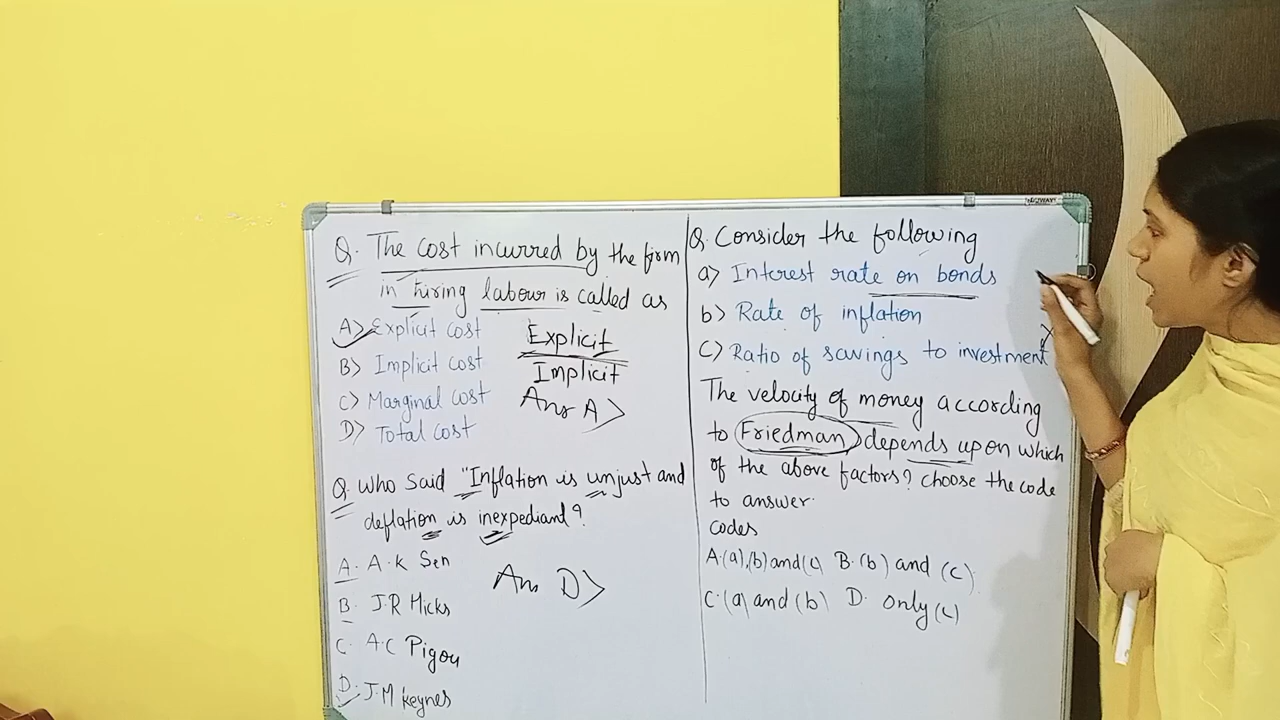 Q. The cost incurred by the firm
in hiring labour is called as
A> Explicit cost
B> Implicit cost
C> Marginal cost
D> Total cost
Explicit
Implicit
Ans A>
Q. Who Said "Inflation is unjust and
deflation is inexpediant?
A. A.K Sen
B. J.R Hicks
C. A.C Pigou
D. J.M Keynes
Ans D>
Q. Consider the following
a> Interest rate on bonds
b> Rate of inflation
C> Ratio of savings to investment
The velocity of money according
to Friedman depends upon which
of the above factors? choose the code
to answer.
codes
A. (a), (b) and (c) B. (b) and (c).
C. (a) and (b) D. only (c)